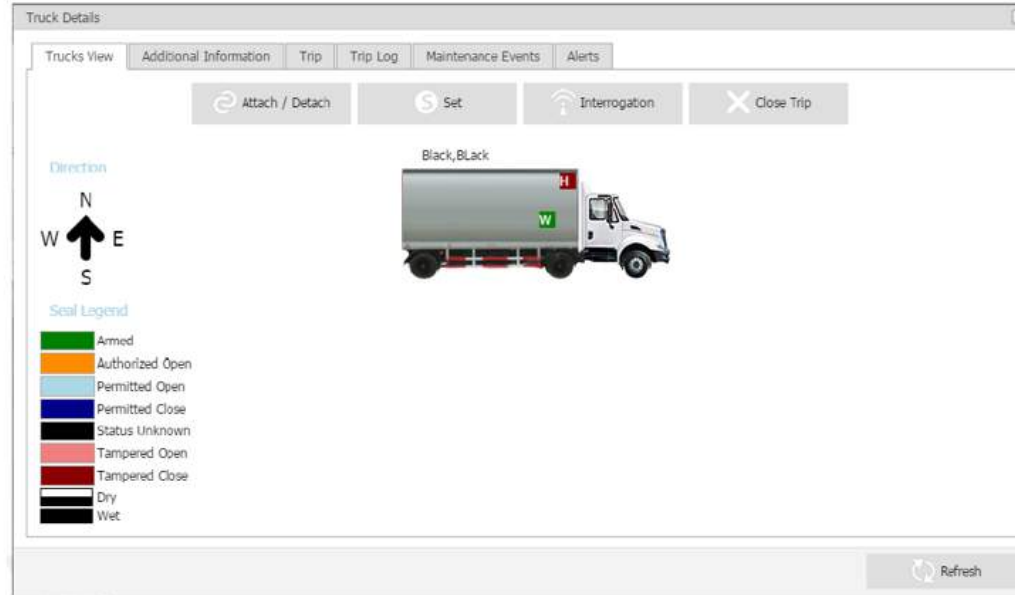 Truck Details
Trucks View Additional Information Trip Trip Log Maintenance Events Alerts
Attach / Detach Set Interrogation Close Trip
Black,BLack
Direction
H
N
W
W E
S
Seal Legend
Armed
Authorized Open
Permitted Open
Permitted Close
Status Unknown
Tampered Open
Tampered Close
Dry
Wet
Refresh